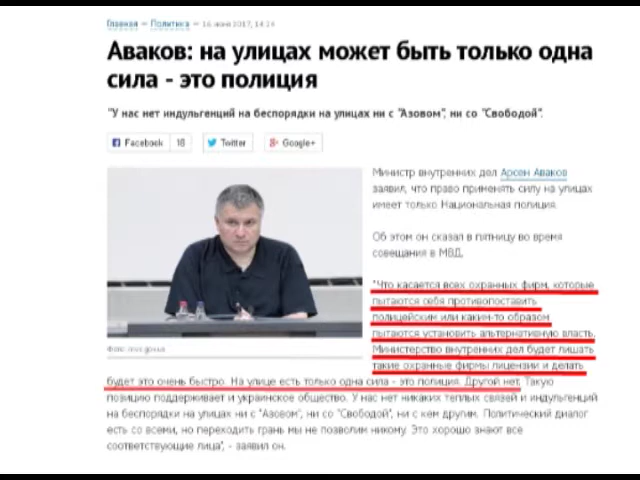 Главная — Политика — 16 июня 2017, 14:24
Аваков: на улицах может быть только одна
сила - это полиция
"У нас нет индульгенций на беспорядки на улицах ни с "Азовом", ни со "Свободой".
Facebook 18 Twitter Google+
Министр внутренних дел Арсен Аваков
заявил, что право применять силу на улицах
имеет только Национальная полиция.
Об этом он сказал в пятницу во время
совещания в МВД.
"Что касается всех охранных фирм, которые
пытаются себя противопоставить
полицейским или каким-то образом
пытаются установить альтернативную власть.
Министерство внутренних дел будет лишать
такие охранные фирмы лицензии и делать
Фото: mvs.gov.ua
будет это очень быстро. На улице есть только одна сила - это полиция. Другой нет. Такую
позицию поддерживает и украинское общество. У нас нет никаких теплых связей и индульгенций
на беспорядки на улицах ни с "Азовом", ни со "Свободой", ни с кем другим. Политический диалог
есть со всеми, но переходить грань мы не позволим никому. Это хорошо знают все
соответствующие лица", - заявил он.